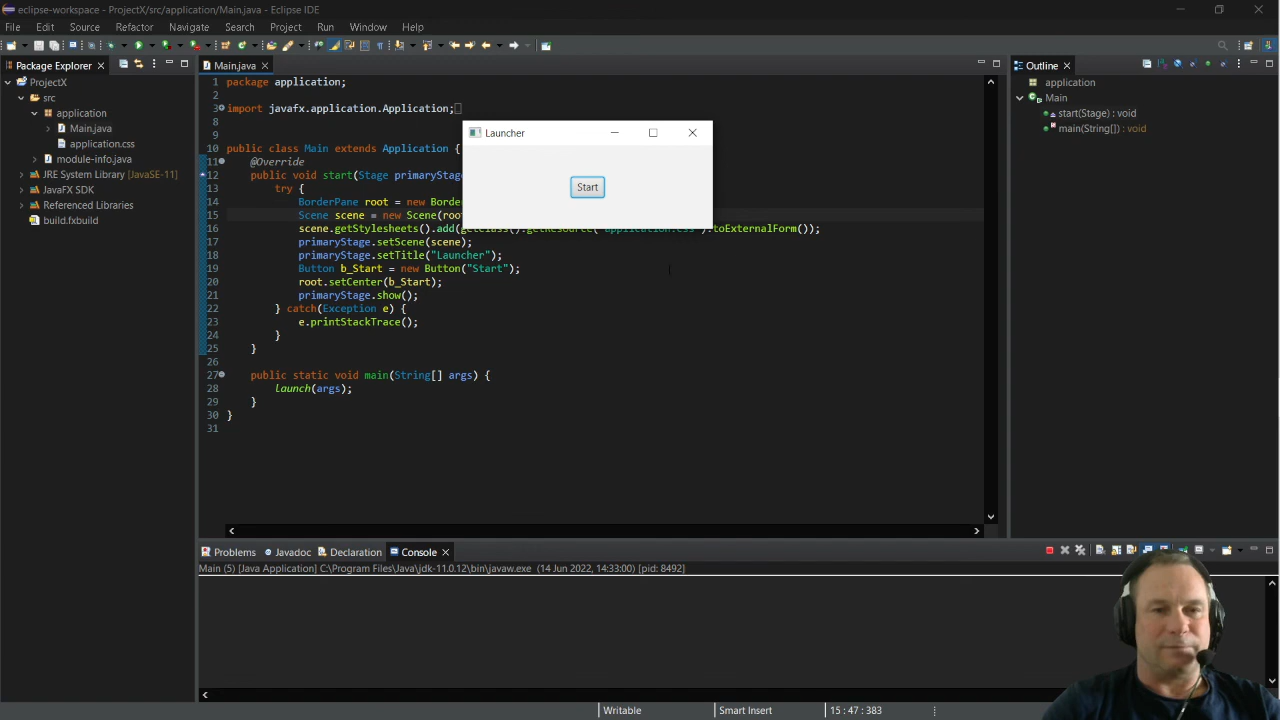 eclipse-workspace - ProjectX/src/application/Main.java - Eclipse IDE
File Edit Source Refactor Navigate Search Project Run Window Help
Package Explorer
ProjectX
src
application
Main.java
application.css
module-info.java
JRE System Library [JavaSE-11]
JavaFX SDK
Referenced Libraries
build.fxbuild
Main.java
1 package application;
2
3 import javafx.application.Application;
8
9
10 public class Main extends Application {
11 @Override
12 public void start(Stage primaryStage
13 try {
14 BorderPane root = new Border
15 Scene scene = new Scene(root
16 scene.getStylesheets().add(getClass().getResource("application.css").toExternalForm());
17 primaryStage.setScene(scene);
18 primaryStage.setTitle("Launcher");
19 Button b_Start = new Button("Start");
20 root.setCenter(b_Start);
21 primaryStage.show();
22 } catch(Exception e) {
23 e.printStackTrace();
24 }
25 }
26
27 public static void main(String[] args) {
28 launch(args);
29 }
30 }
31
Launcher
Start
Outline
application
Main
start(Stage) : void
main(String[]) : void
Problems Javadoc Declaration Console
Main (5) [Java Application] C:\Program Files\Java\jdk-11.0.12\bin\javaw.exe (14 Jun 2022, 14:33:00) [pid: 8492]
Writable Smart Insert 15 : 47 : 383